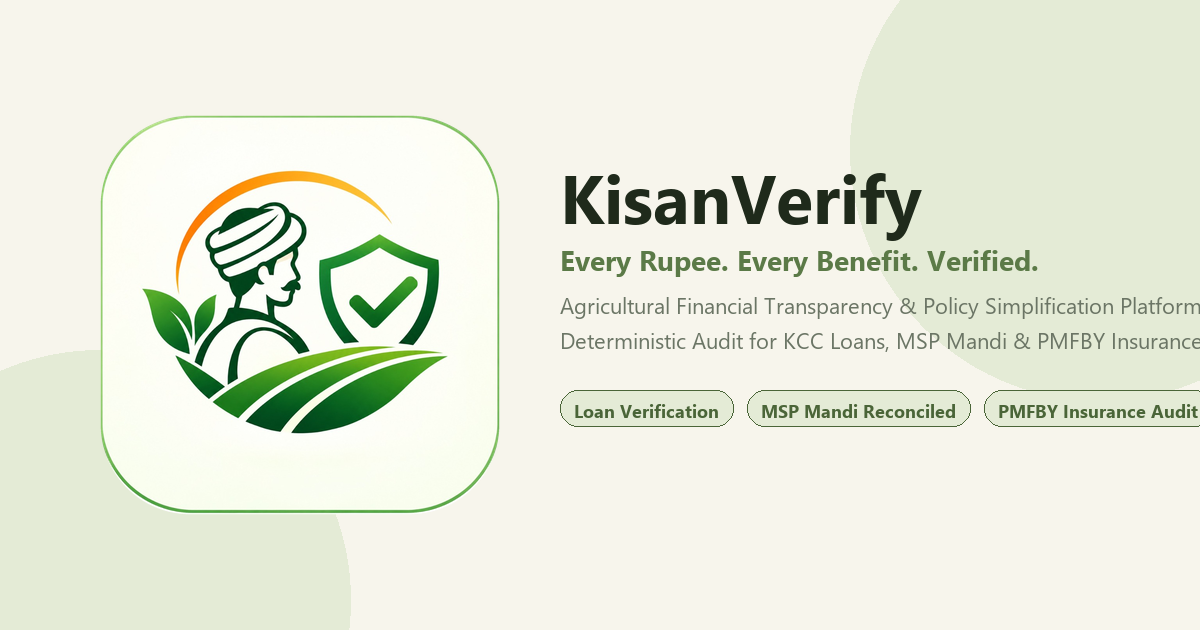 KisanVerify
Every Rupee. Every Benefit. Verified.
Agricultural Financial Transparency & Policy Simplification Platform
Deterministic Audit for KCC Loans, MSP Mandi & PMFBY Insurance
Loan Verification MSP Mandi Reconciled PMFBY Insurance Audit